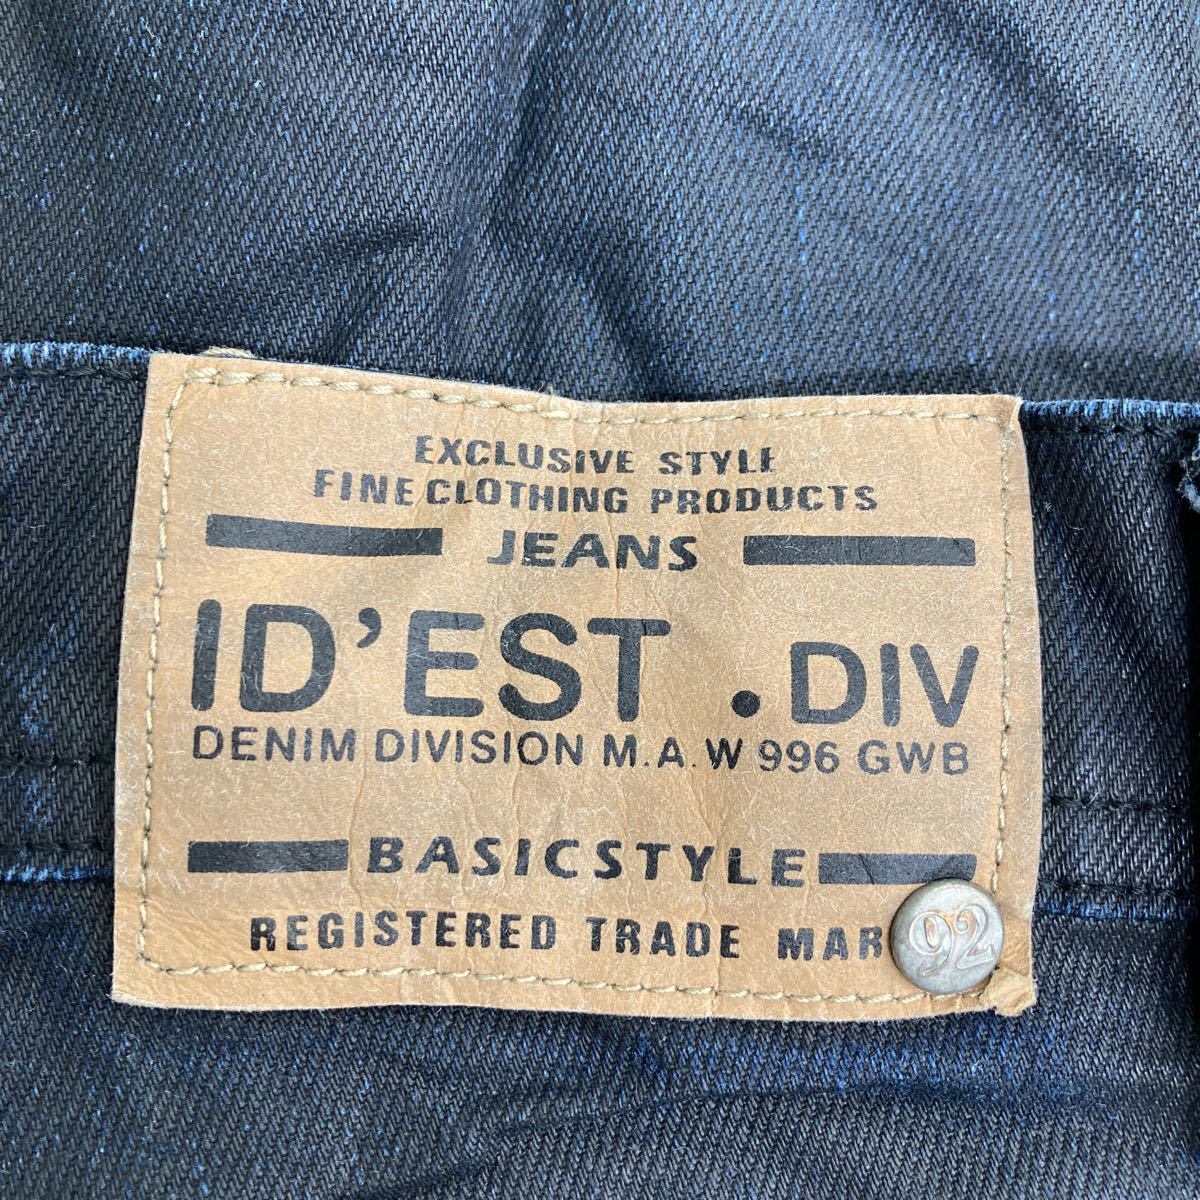 EXCLUSIVE STYLE
FINE CLOTHING PRODUCTS
JEANS
ID'EST . DIV
DENIM DIVISION M.A.W 996 GWB
BASICSTYLE
REGISTERED TRADE MAR
92